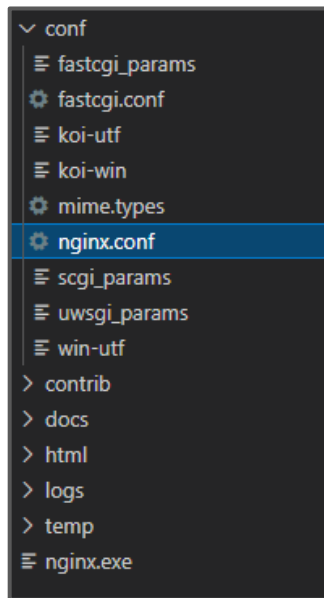 conf
fastcgi_params
fastcgi.conf
koi-utf
koi-win
mime.types
nginx.conf
scgi_params
uwsgi_params
win-utf
contrib
docs
html
logs
temp
nginx.exe